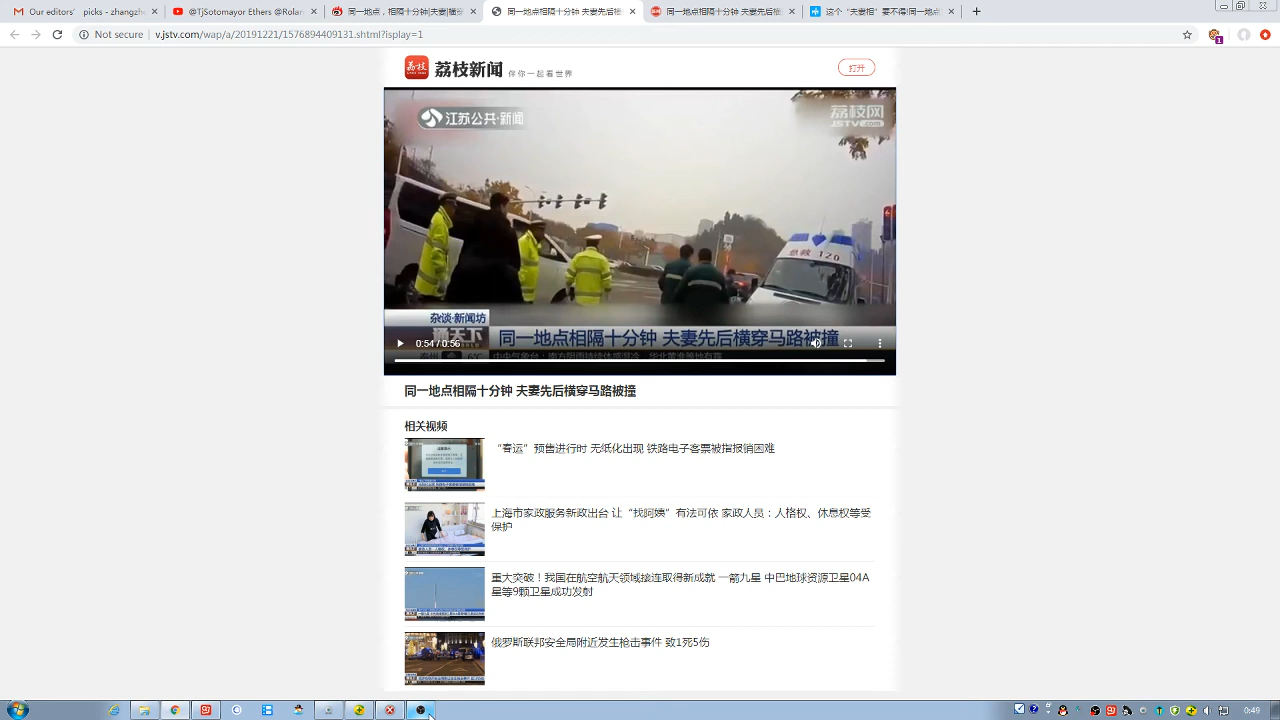 Our editors' picks - zhangzh
@TjSotomayor Ethers @Rolan
同一地点相隔十分钟|夫妻|
同一地点相隔十分钟 夫妻先后横
同一地点相隔十分钟 夫妻先后
这个"夫妻
要不得|同一地
Not secure | v.jstv.com/wap/a/20191221/1576894409131.shtml?isplay=1
荔枝
荔枝新闻 伴你一起看世界
打开
江苏公共·新闻
荔枝网
JSTV.com
急救 120
杂谈·新闻坊
通天下
同一地点相隔十分钟 夫妻先后横穿马路被撞
0:54 / 0:56
同一地点相隔十分钟 夫妻先后横穿马路被撞
相关视频
“春运”预售进行时 无纸化出现 铁路电子客票被指报销困难
上海市家政服务新政出台 让“找阿姨”有法可依 家政人员：人格权、休息权等受
保护
重大突破！我国在航空航天领域接连取得新成就 一箭九星 中巴地球资源卫星04A
星等9颗卫星成功发射
俄罗斯联邦安全局附近发生枪击事件 致1死5伤
0:49